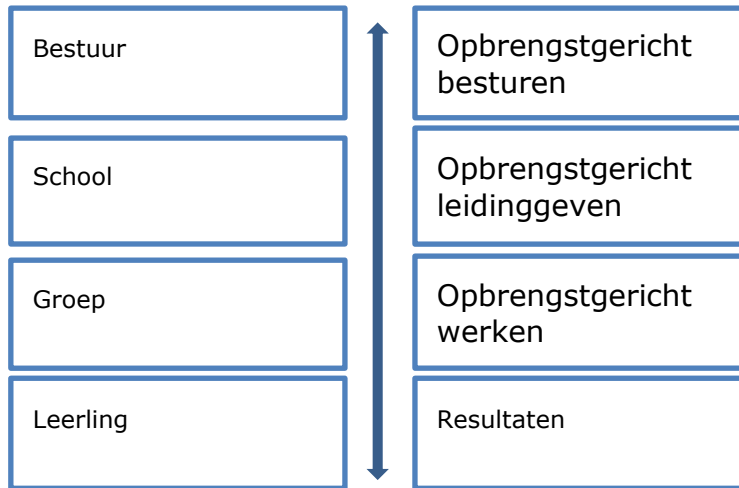 Bestuur
Opbrengstgericht
besturen
School
Opbrengstgericht
leidinggeven
Groep
Opbrengstgericht
werken
Leerling
Resultaten